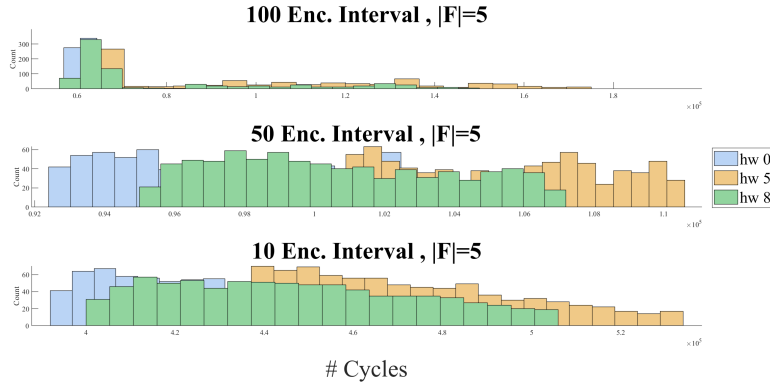 100 Enc. Interval , |F|=5
Count
300
200
100
0
0.6 0.8 1 1.2 1.4 1.6 1.8
×10⁵
50 Enc. Interval ,|F|=5
Count
60
40
20
0
0.92 0.94 0.96 0.98 1 1.02 1.04 1.06 1.08 1.1
×10⁵
hw 0
hw 5
hw 8
10 Enc. Interval , |F|=5
Count
60
40
20
0
4 4.2 4.4 4.6 4.8 5 5.2
×10⁵
# Cycles